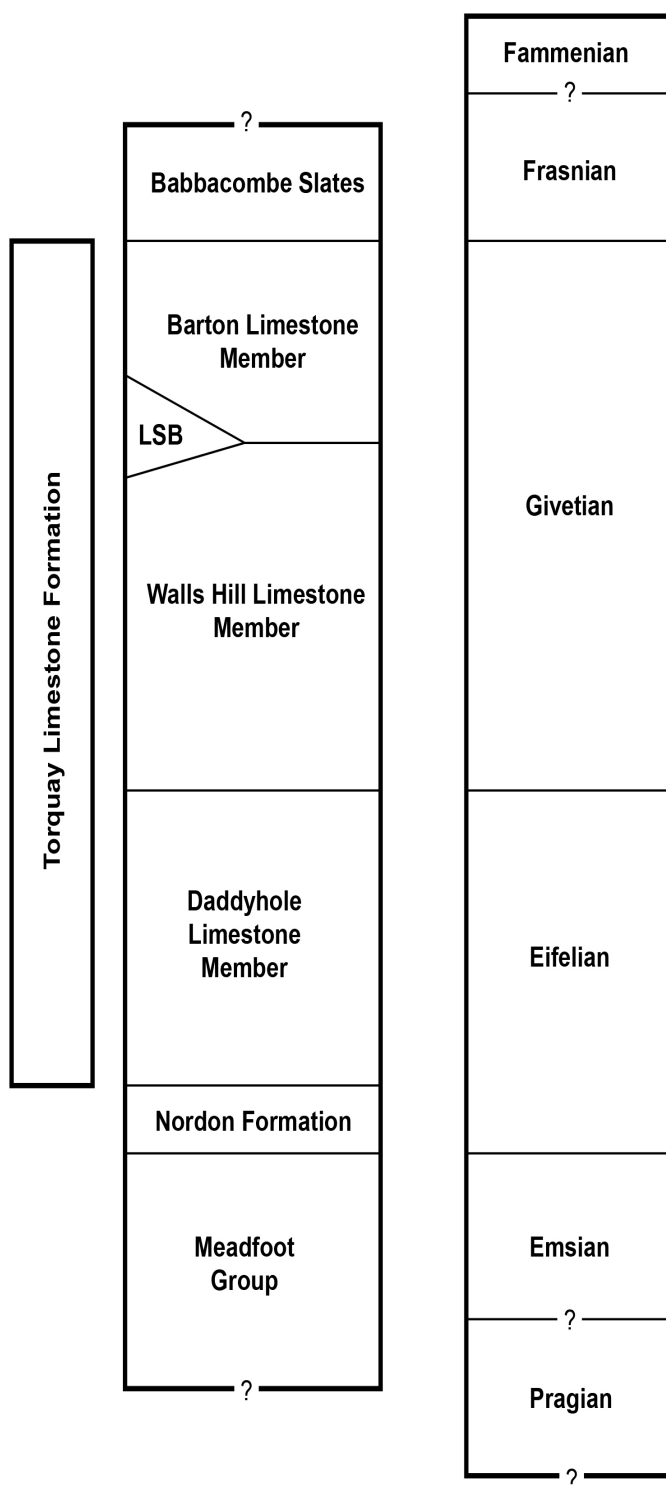 Fammenian
?
Frasnian
Givetian
Eifelian
Emsian
?
Pragian
?
?
Babbacombe Slates
Barton Limestone
Member
LSB
Walls Hill Limestone
Member
Daddyhole
Limestone
Member
Nordon Formation
Meadfoot
Group
?
Torquay Limestone Formation